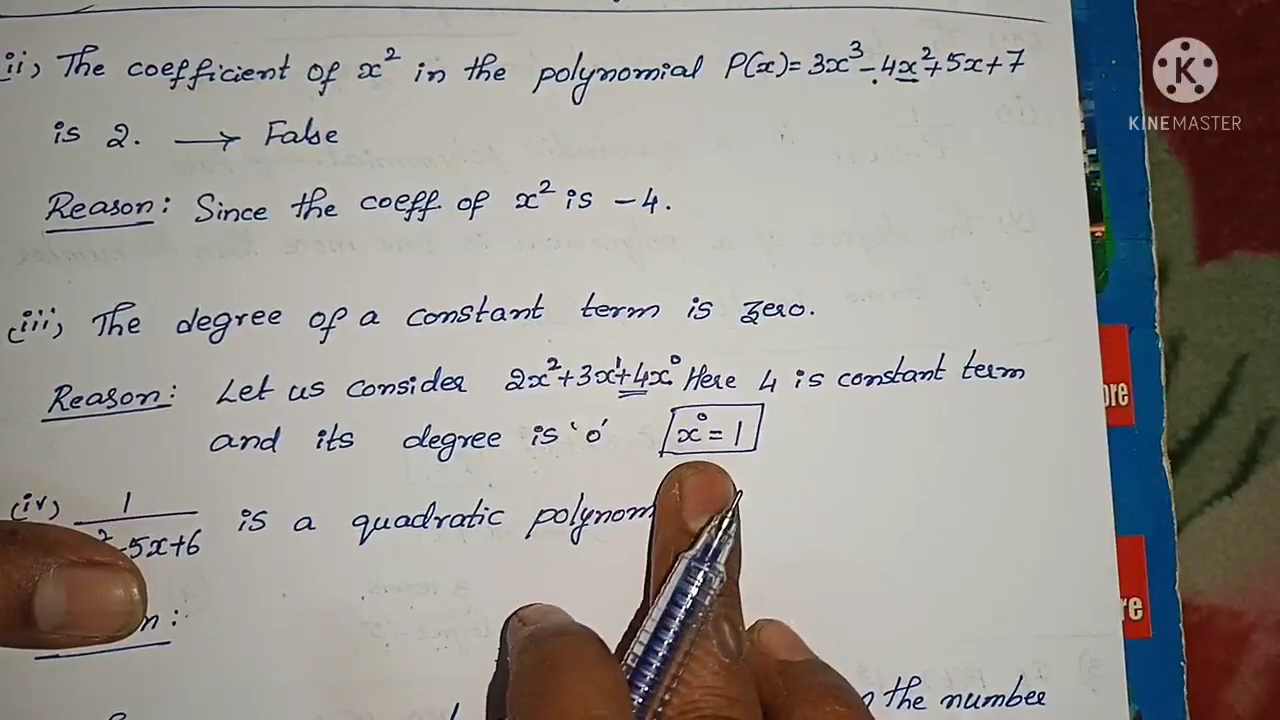 ii, The coefficient of x² in the polynomial P(x)= 3x³-4x²+5x+7
is 2. → False
Reason: Since the coeff. of x² is -4.
(iii, The degree of a constant term is zero.
Reason: Let us consider 2x²+3x¹+4x⁰. Here 4 is constant term
and its degree is '0' x⁰=1
(iv) 1
²-5x+6 is a quadratic polynom
n:
the number
K
KINEMASTER
ore
re